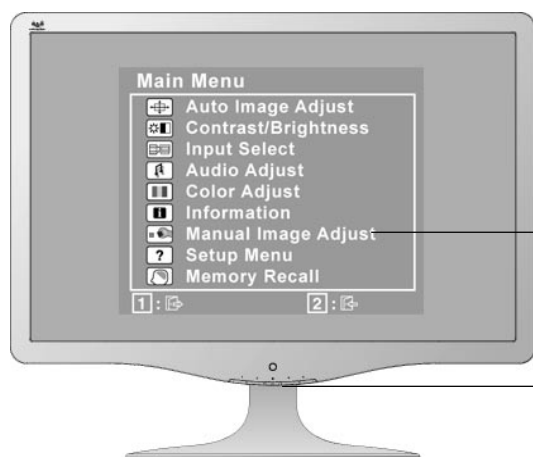 Main Menu
Auto Image Adjust
Contrast/Brightness
Input Select
Audio Adjust
Color Adjust
Information
Manual Image Adjust
? Setup Menu
Memory Recall
1 : 2 :